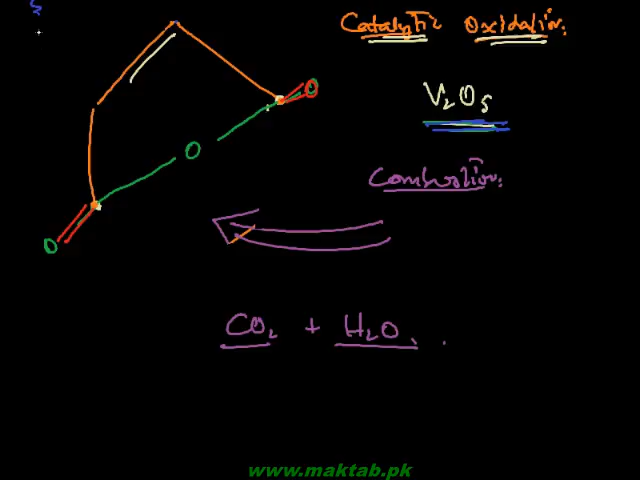 Catalytic Oxidation:
O
V₂O₅
O
Combustion:
O
CO₂ + H₂O.
www.maktab.pk